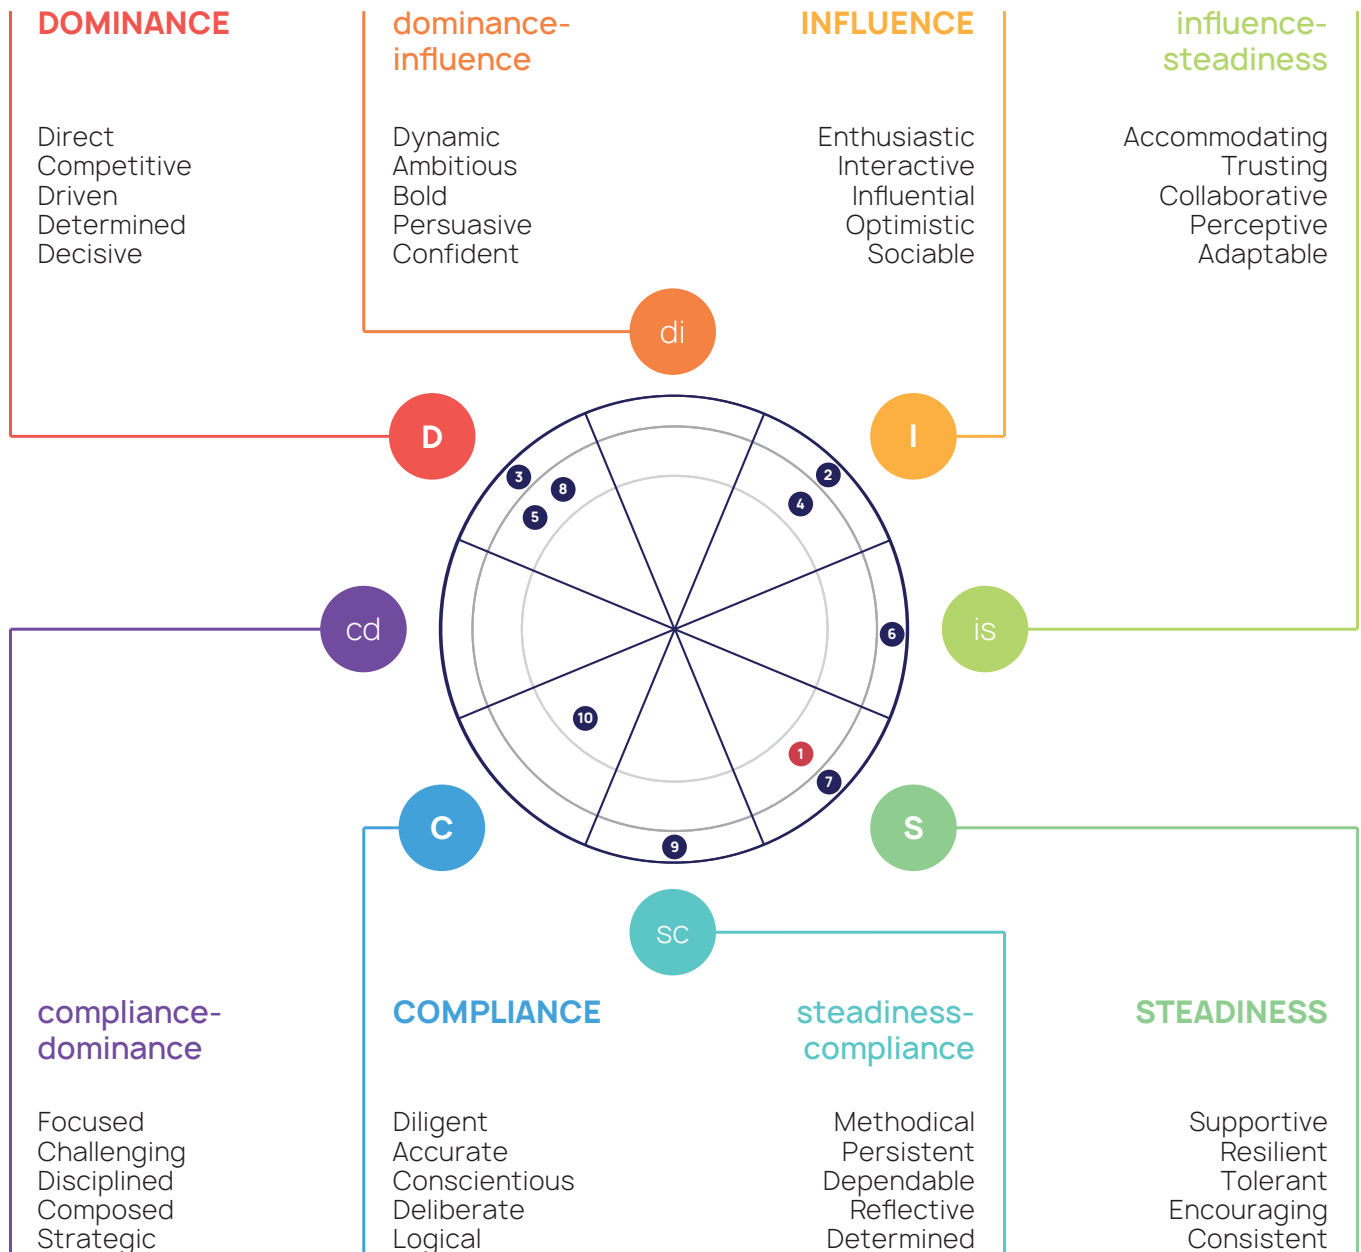 DOMINANCE
Direct
Competitive
Driven
Determined
Decisive
dominance-
influence
Dynamic
Ambitious
Bold
Persuasive
Confident
INFLUENCE
Enthusiastic
Interactive
Influential
Optimistic
Sociable
influence-
steadiness
Accommodating
Trusting
Collaborative
Perceptive
Adaptable
di
D
I
3
8
5
2
4
cd
6
is
10
1
7
C
S
9
sc
compliance-
dominance
Focused
Challenging
Disciplined
Composed
Strategic
COMPLIANCE
Diligent
Accurate
Conscientious
Deliberate
Logical
steadiness-
compliance
Methodical
Persistent
Dependable
Reflective
Determined
STEADINESS
Supportive
Resilient
Tolerant
Encouraging
Consistent